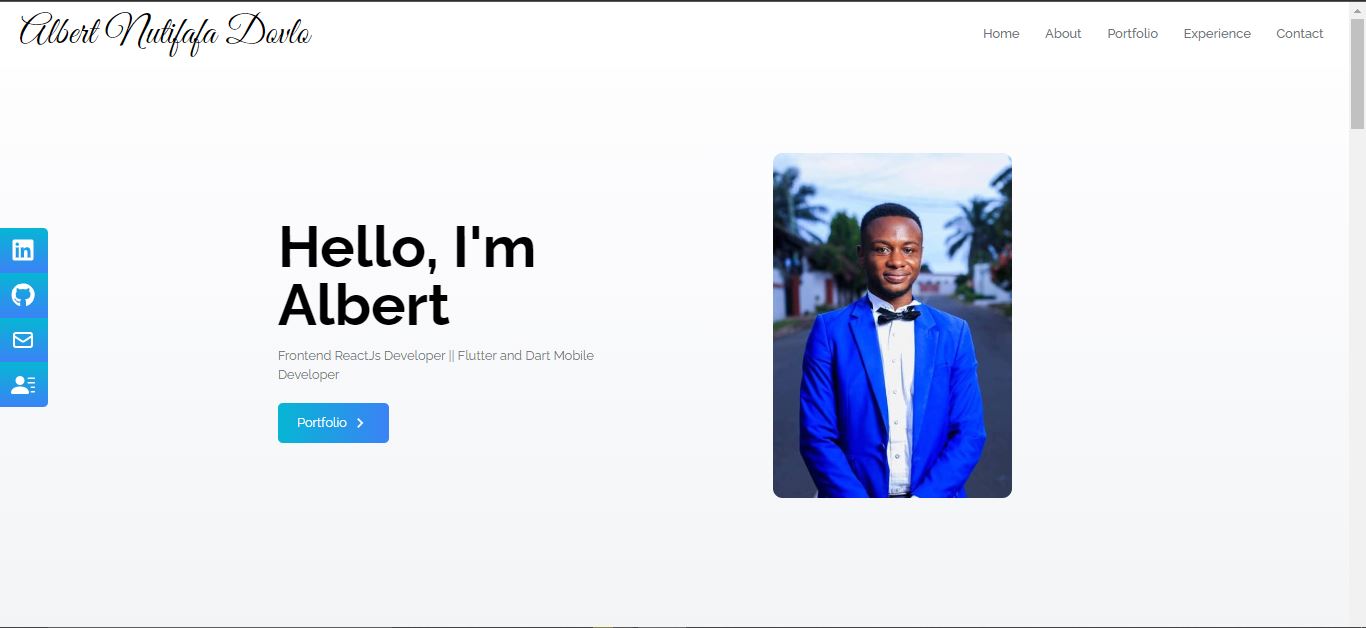 Albert Nutifafa Dovlo
Home About Portfolio Experience Contact
Hello, I'm
Albert
Frontend ReactJs Developer || Flutter and Dart Mobile
Developer
Portfolio
in